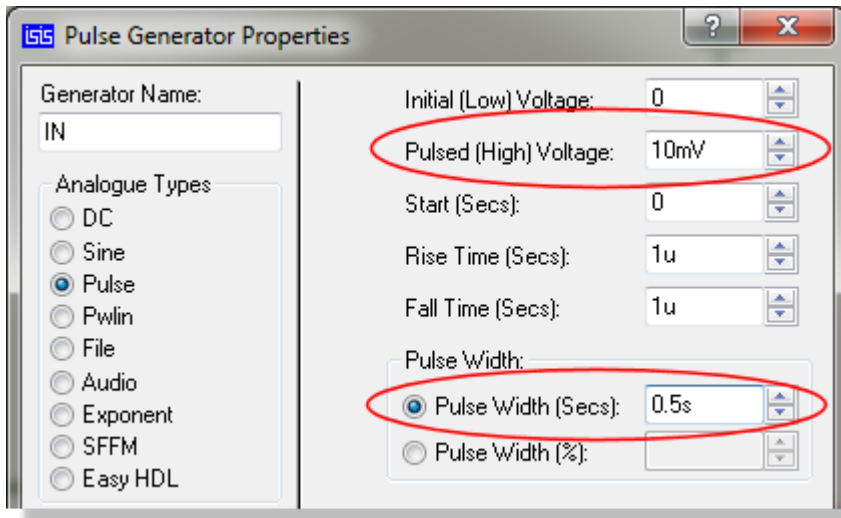 isis Pulse Generator Properties ? X
Generator Name:
IN
Analogue Types
DC
Sine
Pulse
Pwlin
File
Audio
Exponent
SFFM
Easy HDL
Initial (Low) Voltage: 0
Pulsed (High) Voltage: 10mV
Start (Secs): 0
Rise Time (Secs): 1u
Fall Time (Secs): 1u
Pulse Width:
Pulse Width (Secs): 0.5s
Pulse Width (%):